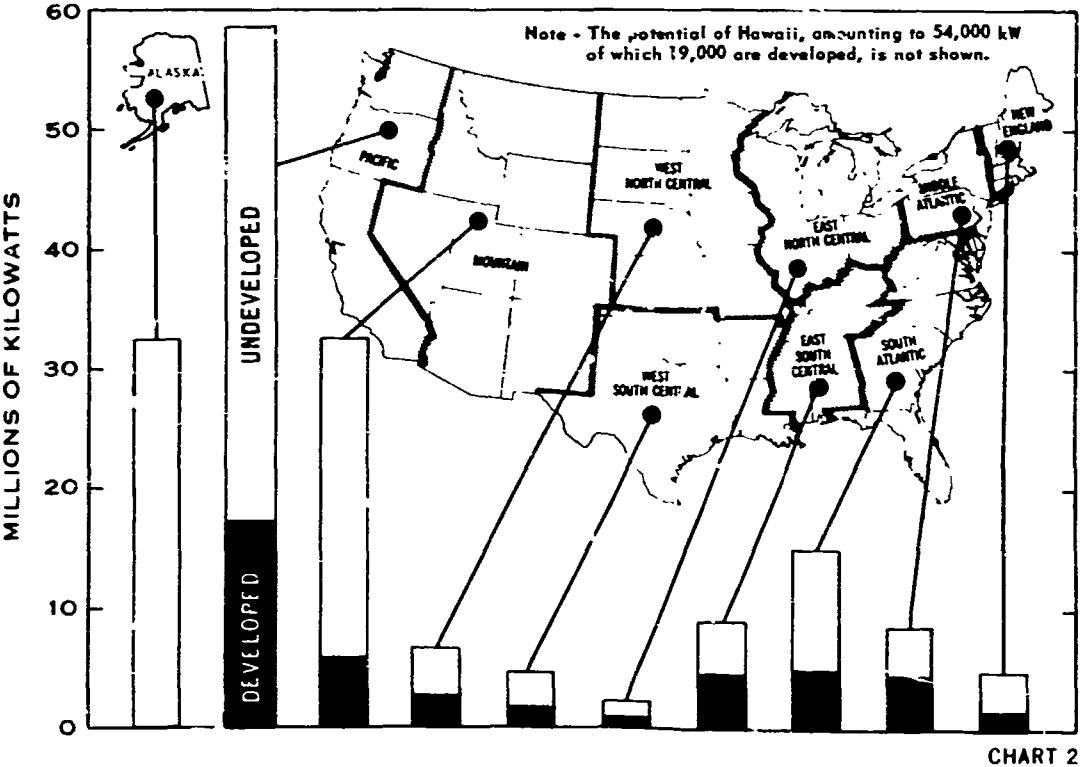 60
50
40
30
20
10
0
MILLIONS OF KILOWATTS
Note - The potential of Hawaii, amounting to 54,000 kW
of which 19,000 are developed, is not shown.
ALASKA
UNDEVELOPED
DEVELOPED
PACIFIC
MOUNTAIN
WEST
NORTH CENTRAL
WEST
SOUTH CENTRAL
EAST
NORTH CENTRAL
EAST
SOUTH
CENTRAL
SOUTH
ATLANTIC
MIDDLE
ATLANTIC
NEW
ENGLAND
CHART 2